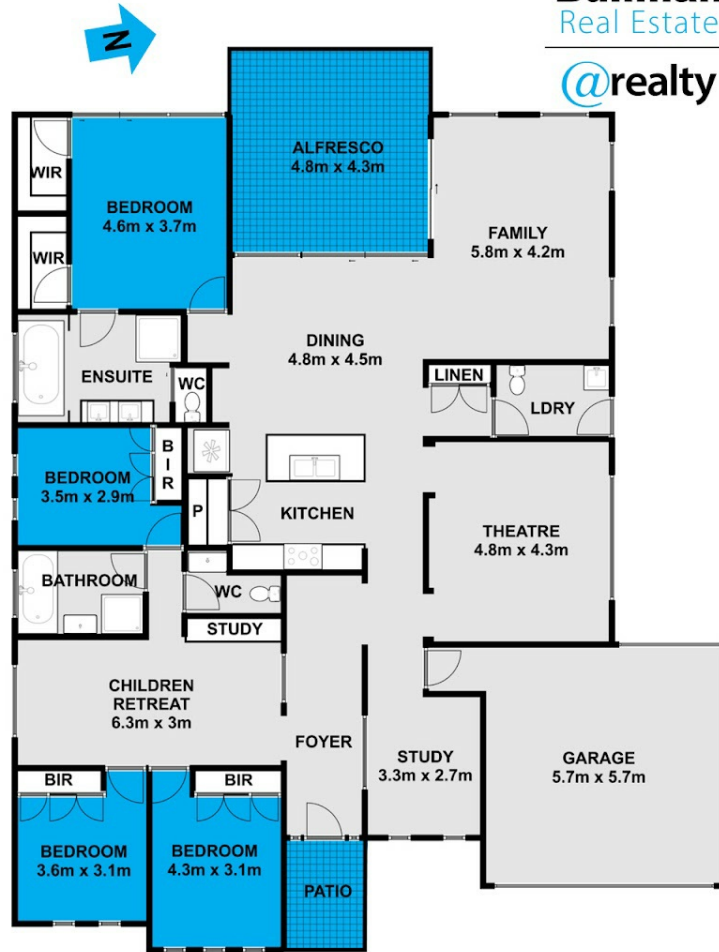 Real Estate
@realty
N
WIR
BEDROOM
4.6m x 3.7m
WIR
ALFRESCO
4.8m x 4.3m
FAMILY
5.8m x 4.2m
DINING
4.8m x 4.5m
ENSUITE
WC
LINEN
LDRY
BEDROOM
3.5m x 2.9m
BIR
P
KITCHEN
THEATRE
4.8m x 4.3m
BATHROOM
WC
STUDY
CHILDREN
RETREAT
6.3m x 3m
FOYER
STUDY
3.3m x 2.7m
GARAGE
5.7m x 5.7m
BIR
BIR
BEDROOM
3.6m x 3.1m
BEDROOM
4.3m x 3.1m
PATIO